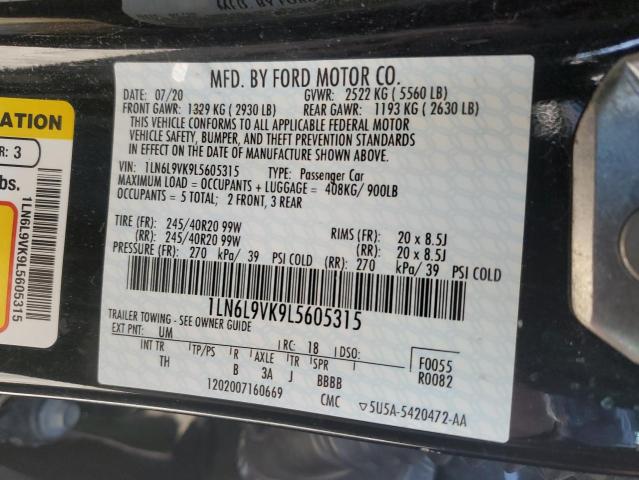 MFD. BY FORD MOTOR CO.
DATE: 07/20 GVWR: 2522 KG ( 5560 LB)
FRONT GAWR: 1329 KG ( 2930 LB) REAR GAWR: 1193 KG ( 2630 LB)
THIS VEHICLE CONFORMS TO ALL APPLICABLE FEDERAL MOTOR
VEHICLE SAFETY, BUMPER, AND THEFT PREVENTION STANDARDS
IN EFFECT ON THE DATE OF MANUFACTURE SHOWN ABOVE.
VIN: 1LN6L9VK9L5605315 TYPE: Passenger Car
MAXIMUM LOAD = OCCUPANTS + LUGGAGE = 408KG/ 900LB
OCCUPANTS = 5 TOTAL; 2 FRONT, 3 REAR
TIRE (FR): 245/40R20 99W RIMS (FR): 20 x 8.5J
(RR): 245/40R20 99W (RR): 20 x 8.5J
PRESSURE (FR): 270 kPa/ 39 PSI COLD (RR): 270 kPa/ 39 PSI COLD
1LN6L9VK9L5605315
TRAILER TOWING - SEE OWNER GUIDE
EXT PNT: UM RC: 18 DSO: F0055
INT TR TP/PS R AXLE TR SPR R0082
TH B 3A J BBBB
1202007160669 CMC 5U5A-5420472-AA
ATION
R: 3
bs.
1LN6L9VK9L5605315